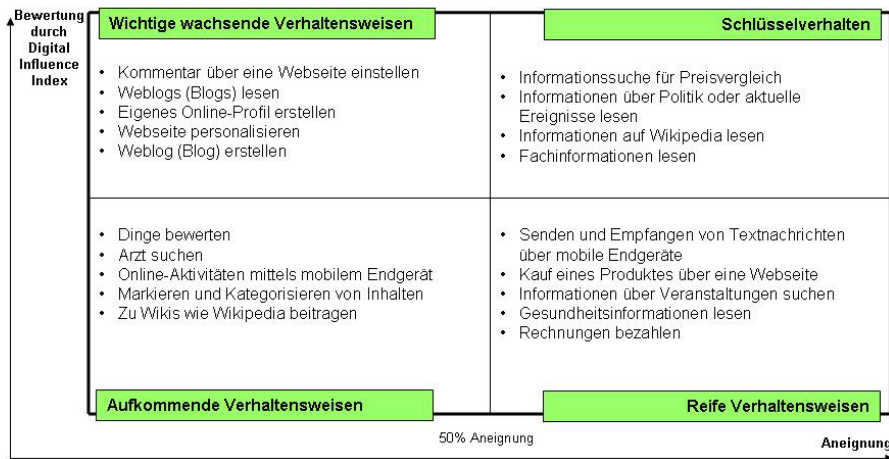 Bewertung
durch
Digital
Influence
Index
Wichtige wachsende Verhaltensweisen
• Kommentar über eine Webseite einstellen
• Weblogs (Blogs) lesen
• Eigenes Online-Profil erstellen
• Webseite personalisieren
• Weblog (Blog) erstellen
Schlüsselverhalten
• Informationssuche für Preisvergleich
• Informationen über Politik oder aktuelle
Ereignisse lesen
• Informationen auf Wikipedia lesen
• Fachinformationen lesen
• Dinge bewerten
• Arzt suchen
• Online-Aktivitäten mittels mobilem Endgerät
• Markieren und Kategorisieren von Inhalten
• Zu Wikis wie Wikipedia beitragen
Aufkommende Verhaltensweisen
• Senden und Empfangen von Textnachrichten
über mobile Endgeräte
• Kauf eines Produktes über eine Webseite
• Informationen über Veranstaltungen suchen
• Gesundheitsinformationen lesen
• Rechnungen bezahlen
Reife Verhaltensweisen
50% Aneignung
Aneignung